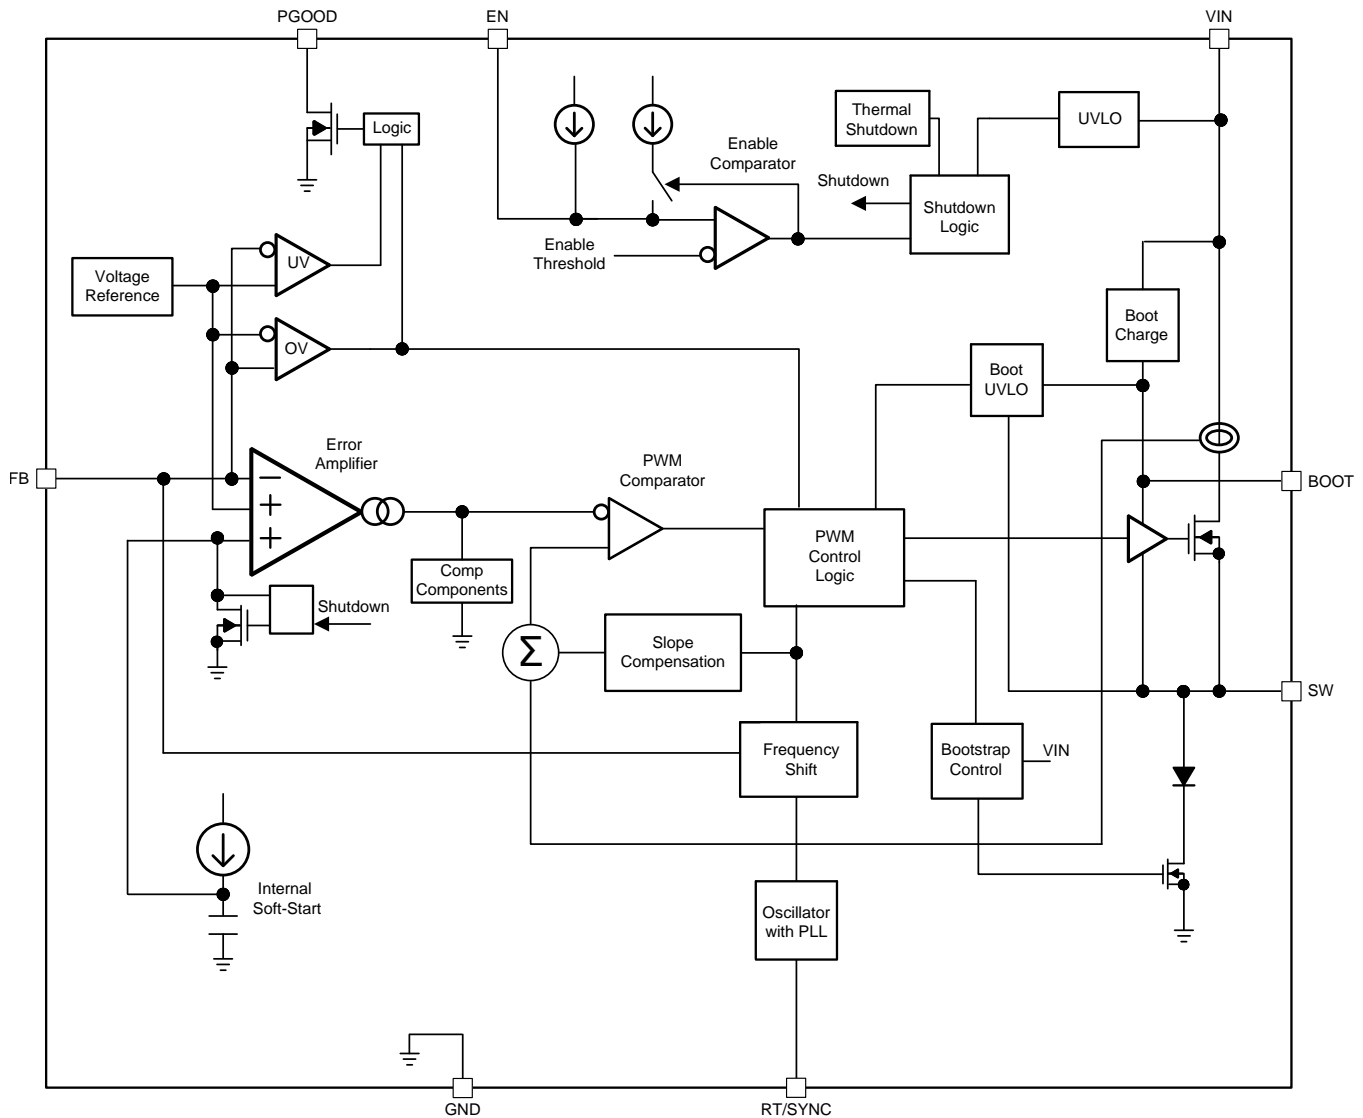 PGOOD
EN
VIN
Logic
Thermal
Shutdown
UVLO
Enable
Comparator
Shutdown
Shutdown
Logic
Enable
Threshold
Voltage
Reference
UV
OV
Boot
Charge
Boot
UVLO
FB
Error
Amplifier
−
+
+
PWM
Comparator
BOOT
PWM
Control
Logic
Comp
Components
Shutdown
Σ
Slope
Compensation
SW
Frequency
Shift
Bootstrap
Control
VIN
Internal
Soft-Start
Oscillator
with PLL
GND
RT/SYNC